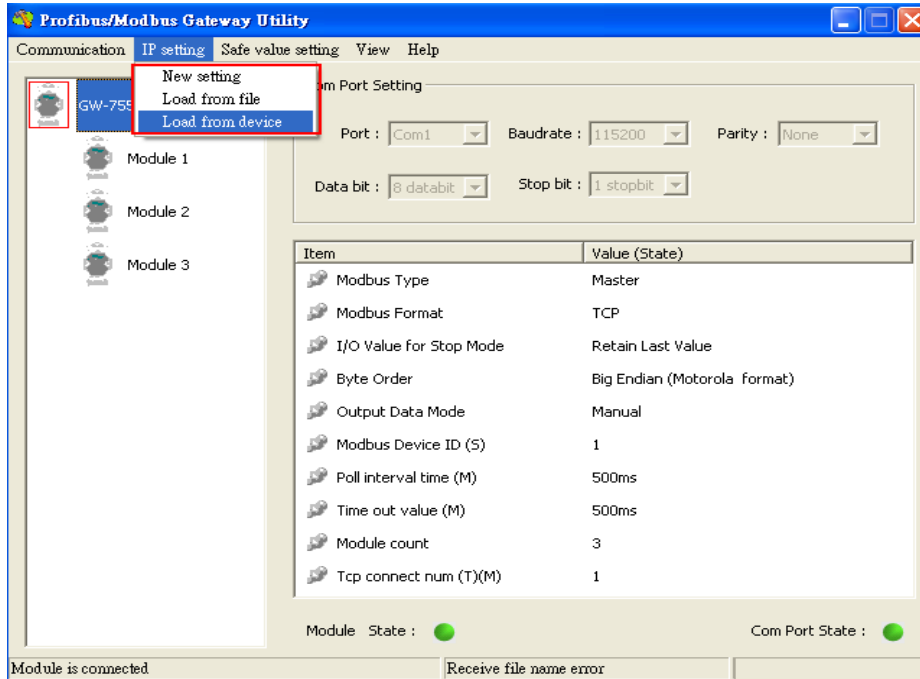 Profibus/Modbus Gateway Utility
Communication IP setting Safe value setting View Help
New setting
Load from file
Load from device
GW-755
Module 1
Module 2
Module 3
om Port Setting
Port : Com1 Baudrate : 115200 Parity : None
Data bit : 8 databit Stop bit : 1 stopbit
Item Value (State)
Modbus Type Master
Modbus Format TCP
I/O Value for Stop Mode Retain Last Value
Byte Order Big Endian (Motorola format)
Output Data Mode Manual
Modbus Device ID (S) 1
Poll interval time (M) 500ms
Time out value (M) 500ms
Module count 3
Tcp connect num (T)(M) 1
Module State : Com Port State :
Module is connected Receive file name error